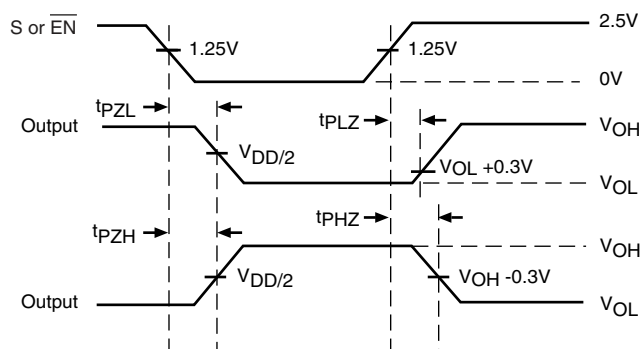 S or EN
1.25V
1.25V
2.5V
0V
tPZL
tPLZ
Output
VDD/2
VOL +0.3V
VOH
VOL
tPZH
tPHZ
VOH
Output
VDD/2
VOH -0.3V
VOL